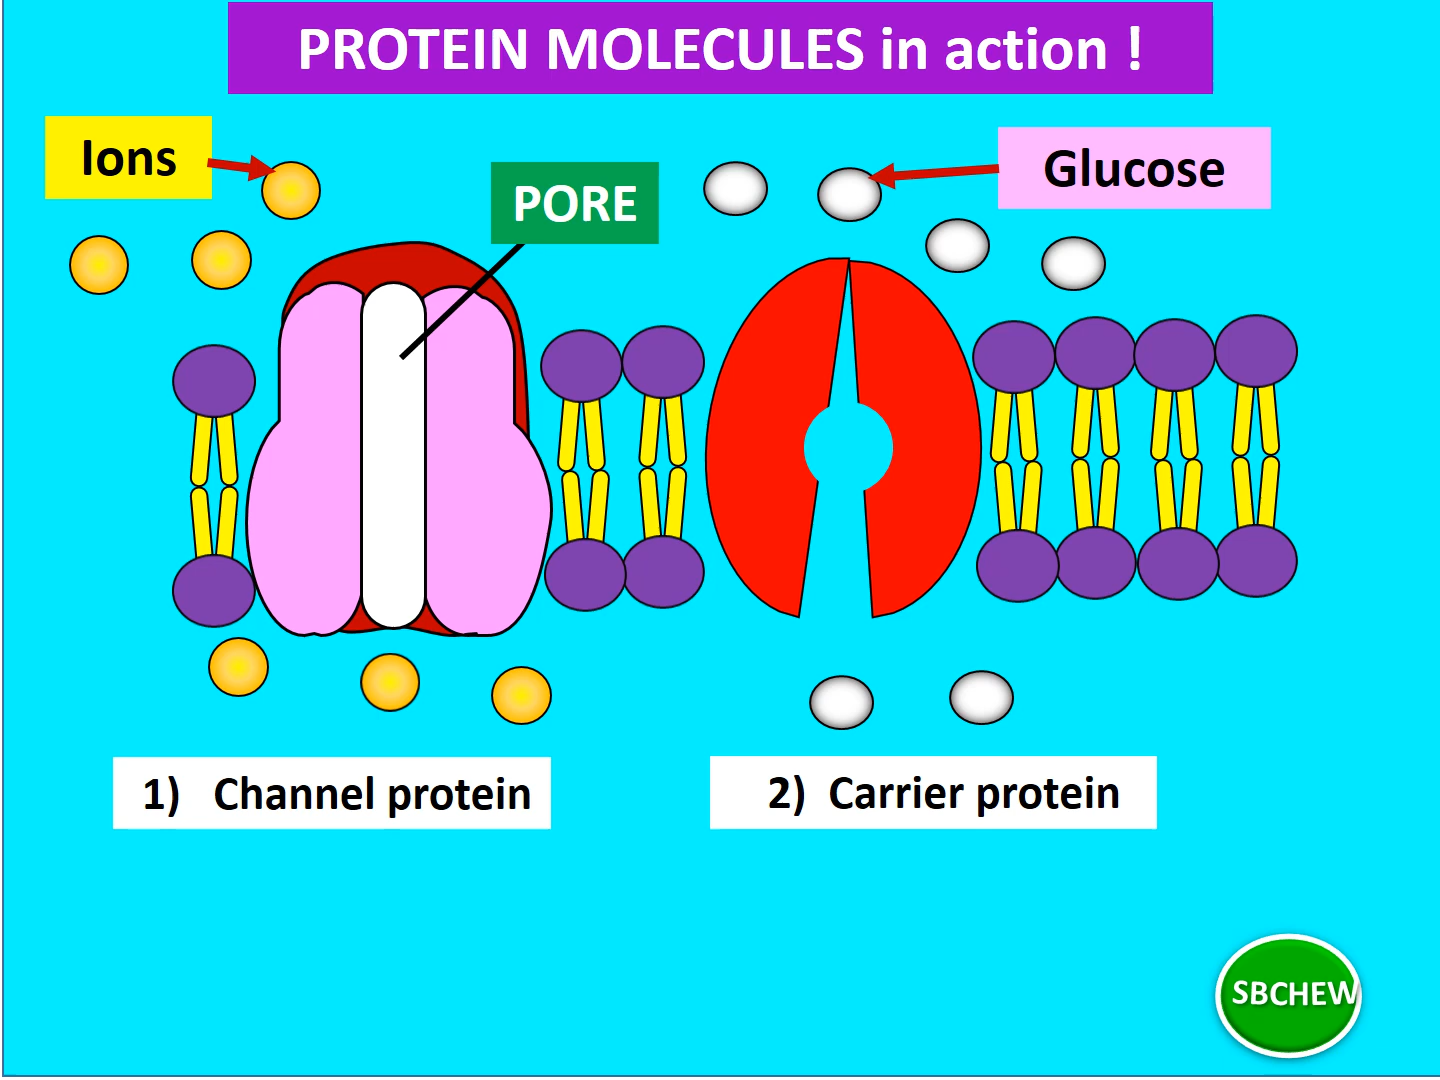 PROTEIN MOLECULES in action !
Ions
PORE
Glucose
1) Channel protein
2) Carrier protein
SBCHEW